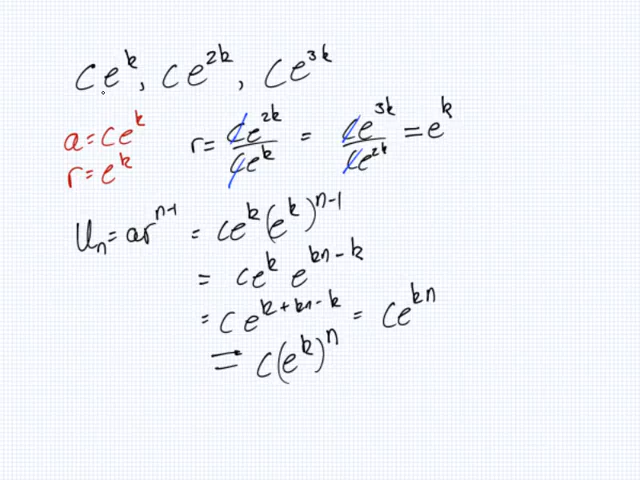 Ce^k, Ce^2k, Ce^3k
a = Ce^k
r = e^k
r = Ce^2k / Ce^k = Ce^3k / Ce^2k = e^k
U_n = ar^n-1 = Ce^k (e^k)^n-1
= Ce^k e^kn-k
= Ce^k+kn-k = Ce^kn
= C(e^k)^n